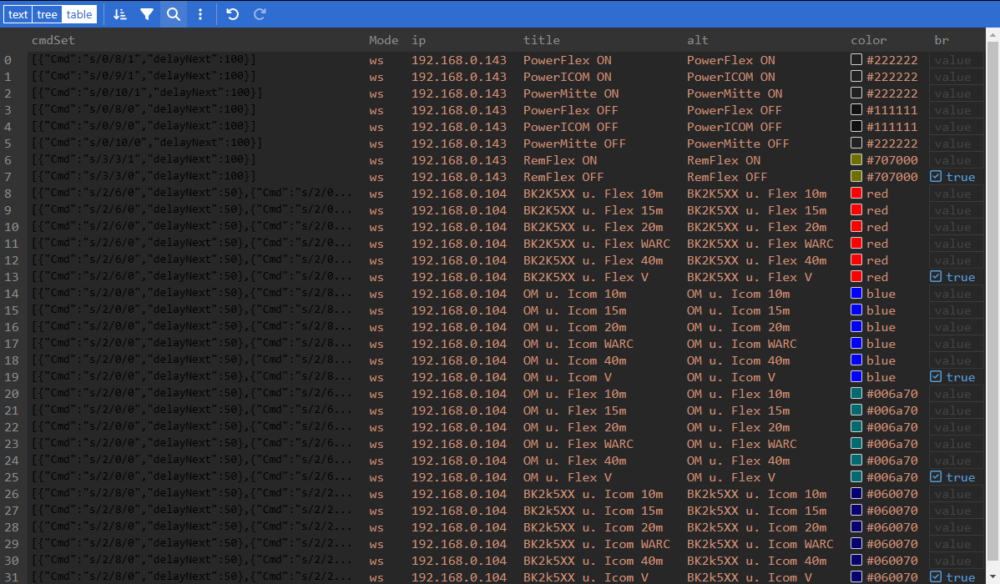 text tree table
cmdSet Mode ip title alt color br
0 [{"Cmd":"s/0/8/1","delayNext":100}] ws 192.168.0.143 PowerFlex ON PowerFlex ON #222222 value
1 [{"Cmd":"s/0/9/1","delayNext":100}] ws 192.168.0.143 PowerICOM ON PowerICOM ON #222222 value
2 [{"Cmd":"s/0/10/1","delayNext":100}] ws 192.168.0.143 PowerMitte ON PowerMitte ON #222222 value
3 [{"Cmd":"s/0/8/0","delayNext":100}] ws 192.168.0.143 PowerFlex OFF PowerFlex OFF #111111 value
4 [{"Cmd":"s/0/9/0","delayNext":100}] ws 192.168.0.143 PowerICOM OFF PowerICOM OFF #111111 value
5 [{"Cmd":"s/0/10/0","delayNext":100}] ws 192.168.0.143 PowerMitte OFF PowerMitte OFF #222222 value
6 [{"Cmd":"s/3/3/1","delayNext":100}] ws 192.168.0.143 RemFlex ON RemFlex ON #707000 value
7 [{"Cmd":"s/3/3/0","delayNext":100}] ws 192.168.0.143 RemFlex OFF RemFlex OFF #707000 true
8 [{"Cmd":"s/2/6/0","delayNext":50},{"Cmd":"s/2/0... ws 192.168.0.104 BK2K5XX u. Flex 10m BK2K5XX u. Flex 10m red value
9 [{"Cmd":"s/2/6/0","delayNext":50},{"Cmd":"s/2/0... ws 192.168.0.104 BK2K5XX u. Flex 15m BK2K5XX u. Flex 15m red value
10 [{"Cmd":"s/2/6/0","delayNext":50},{"Cmd":"s/2/0... ws 192.168.0.104 BK2K5XX u. Flex 20m BK2K5XX u. Flex 20m red value
11 [{"Cmd":"s/2/6/0","delayNext":50},{"Cmd":"s/2/0... ws 192.168.0.104 BK2K5XX u. Flex WARC BK2K5XX u. Flex WARC red value
12 [{"Cmd":"s/2/6/0","delayNext":50},{"Cmd":"s/2/0... ws 192.168.0.104 BK2K5XX u. Flex 40m BK2K5XX u. Flex 40m red value
13 [{"Cmd":"s/2/6/0","delayNext":50},{"Cmd":"s/2/0... ws 192.168.0.104 BK2K5XX u. Flex V BK2K5XX u. Flex V red true
14 [{"Cmd":"s/2/0/0","delayNext":50},{"Cmd":"s/2/8... ws 192.168.0.104 OM u. Icom 10m OM u. Icom 10m blue value
15 [{"Cmd":"s/2/0/0","delayNext":50},{"Cmd":"s/2/8... ws 192.168.0.104 OM u. Icom 15m OM u. Icom 15m blue value
16 [{"Cmd":"s/2/0/0","delayNext":50},{"Cmd":"s/2/8... ws 192.168.0.104 OM u. Icom 20m OM u. Icom 20m blue value
17 [{"Cmd":"s/2/0/0","delayNext":50},{"Cmd":"s/2/8... ws 192.168.0.104 OM u. Icom WARC OM u. Icom WARC blue value
18 [{"Cmd":"s/2/0/0","delayNext":50},{"Cmd":"s/2/8... ws 192.168.0.104 OM u. Icom 40m OM u. Icom 40m blue value
19 [{"Cmd":"s/2/0/0","delayNext":50},{"Cmd":"s/2/8... ws 192.168.0.104 OM u. Icom V OM u. Icom V blue true
20 [{"Cmd":"s/2/0/0","delayNext":50},{"Cmd":"s/2/6... ws 192.168.0.104 OM u. Flex 10m OM u. Flex 10m #006a70 value
21 [{"Cmd":"s/2/0/0","delayNext":50},{"Cmd":"s/2/6... ws 192.168.0.104 OM u. Flex 15m OM u. Flex 15m #006a70 value
22 [{"Cmd":"s/2/0/0","delayNext":50},{"Cmd":"s/2/6... ws 192.168.0.104 OM u. Flex 20m OM u. Flex 20m #006a70 value
23 [{"Cmd":"s/2/0/0","delayNext":50},{"Cmd":"s/2/6... ws 192.168.0.104 OM u. Flex WARC OM u. Flex WARC #006a70 value
24 [{"Cmd":"s/2/0/0","delayNext":50},{"Cmd":"s/2/6... ws 192.168.0.104 OM u. Flex 40m OM u. Flex 40m #006a70 value
25 [{"Cmd":"s/2/0/0","delayNext":50},{"Cmd":"s/2/6... ws 192.168.0.104 OM u. Flex V OM u. Flex V #006a70 true
26 [{"Cmd":"s/2/8/0","delayNext":50},{"Cmd":"s/2/2... ws 192.168.0.104 BK2k5XX u. Icom 10m BK2k5XX u. Icom 10m #060070 value
27 [{"Cmd":"s/2/8/0","delayNext":50},{"Cmd":"s/2/2... ws 192.168.0.104 BK2k5XX u. Icom 15m BK2k5XX u. Icom 15m #060070 value
28 [{"Cmd":"s/2/8/0","delayNext":50},{"Cmd":"s/2/2... ws 192.168.0.104 BK2k5XX u. Icom 20m BK2k5XX u. Icom 20m #060070 value
29 [{"Cmd":"s/2/8/0","delayNext":50},{"Cmd":"s/2/2... ws 192.168.0.104 BK2k5XX u. Icom WARC BK2k5XX u. Icom WARC #060070 value
30 [{"Cmd":"s/2/8/0","delayNext":50},{"Cmd":"s/2/2... ws 192.168.0.104 BK2k5XX u. Icom 40m BK2k5XX u. Icom 40m #060070 value
31 [{"Cmd":"s/2/8/0","delayNext":50},{"Cmd":"s/2/2... ws 192.168.0.104 BK2k5XX u. Icom V BK2k5XX u. Icom V #060070 true